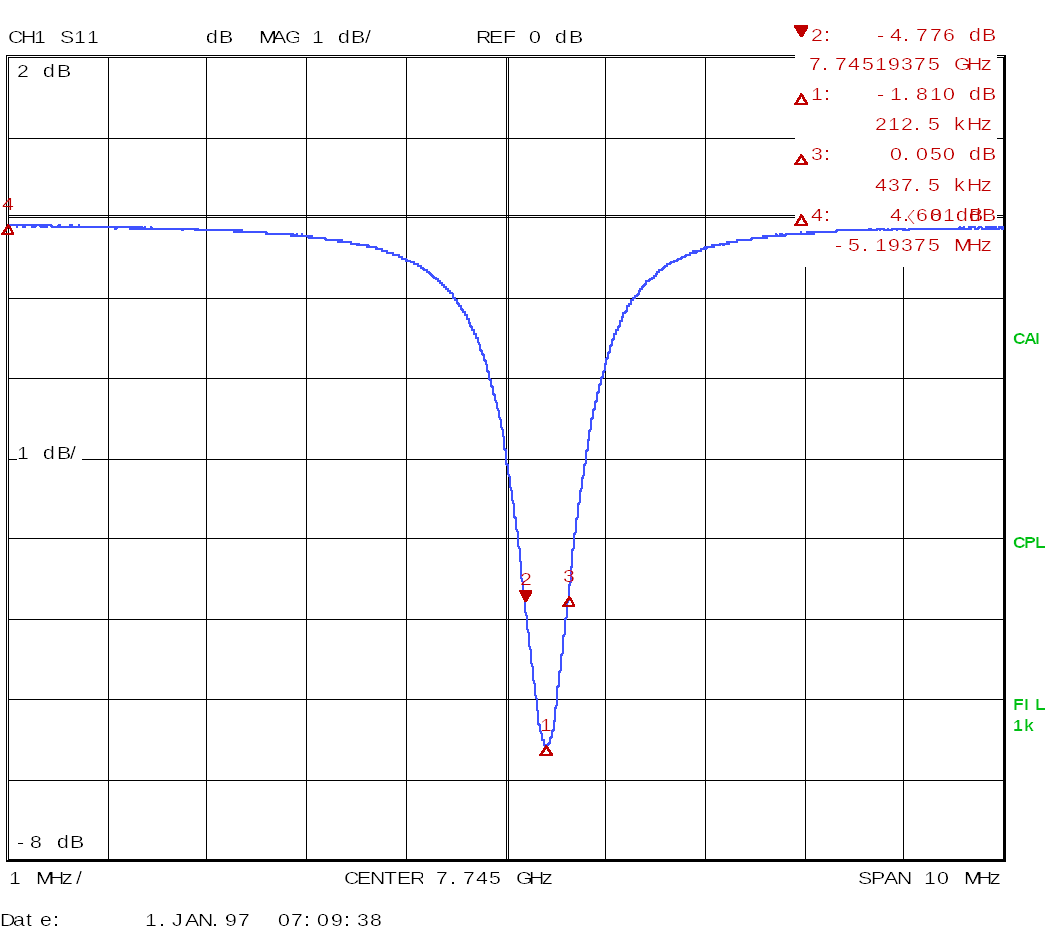 CH1 S11 dB MAG 1 dB/ REF 0 dB
2: -4.776 dB
7.74519375 GHz
1: -1.810 dB
212.5 kHz
3: 0.050 dB
437.5 kHz
4: dB
-5.19375 MHz
2 dB
4
CAI
1 dB/
CPL
2 3
FIL
1k
1
-8 dB
1 MHz/ CENTER 7.745 GHz SPAN 10 MHz
Date: 1.JAN.97 07:09:38